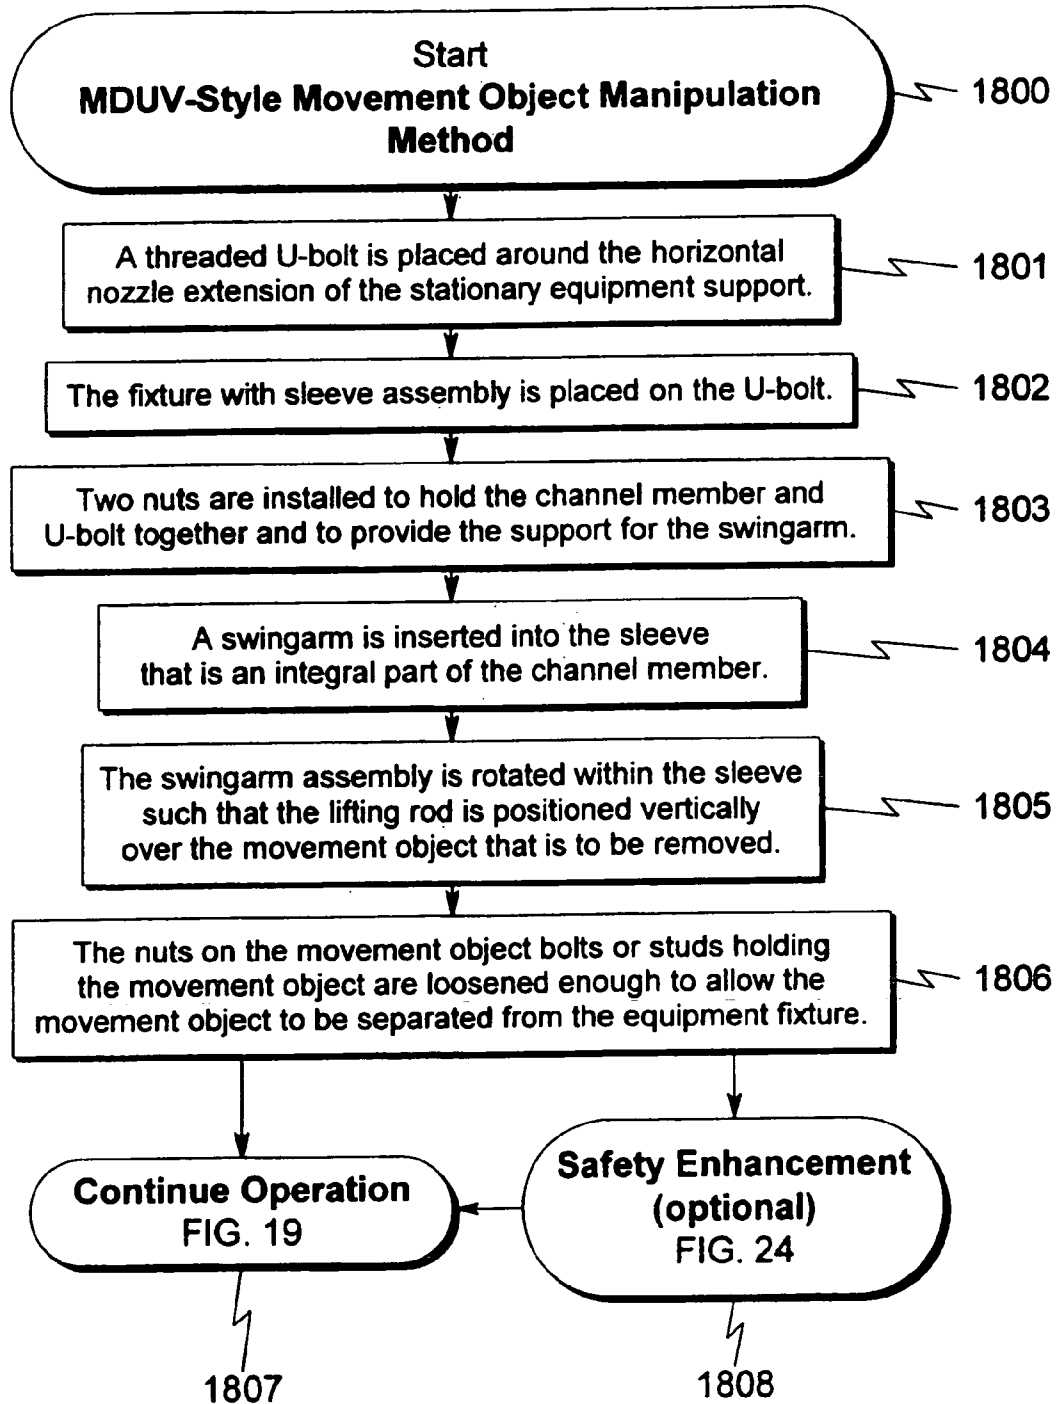 Start
MDUV-Style Movement Object Manipulation
Method
1800
A threaded U-bolt is placed around the horizontal
nozzle extension of the stationary equipment support.
1801
The fixture with sleeve assembly is placed on the U-bolt.
1802
Two nuts are installed to hold the channel member and
U-bolt together and to provide the support for the swingarm.
1803
A swingarm is inserted into the sleeve
that is an integral part of the channel member.
1804
The swingarm assembly is rotated within the sleeve
such that the lifting rod is positioned vertically
over the movement object that is to be removed.
1805
The nuts on the movement object bolts or studs holding
the movement object are loosened enough to allow the
movement object to be separated from the equipment fixture.
1806
Continue Operation
FIG. 19
Safety Enhancement
(optional)
FIG. 24
1807
1808